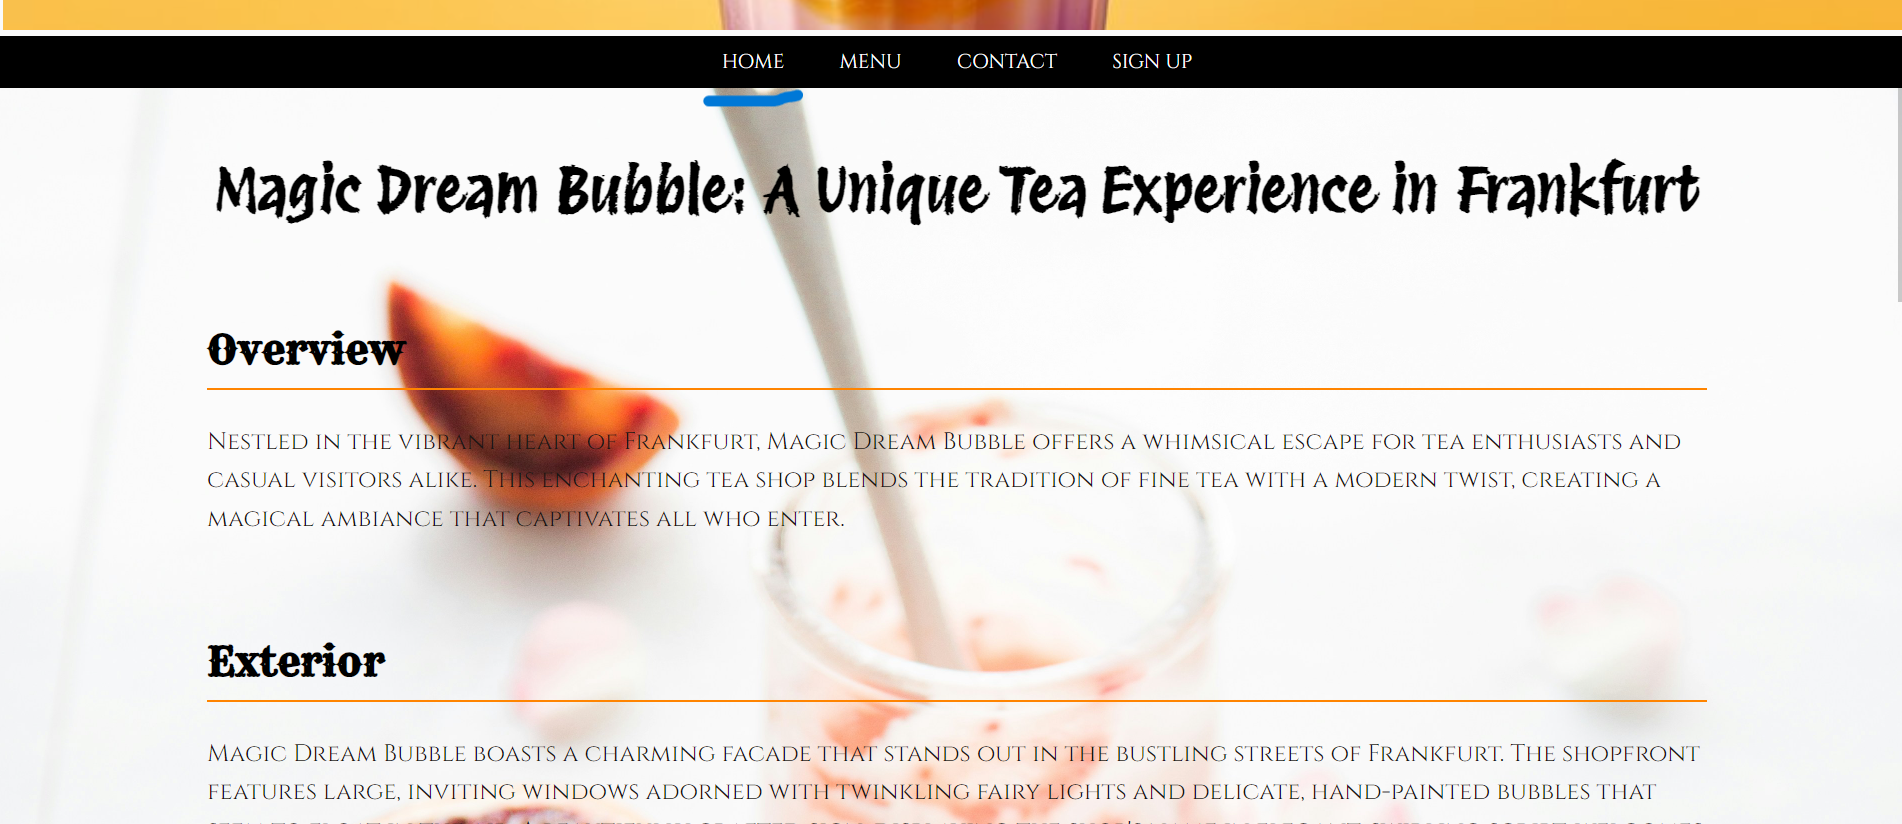 HOME MENU CONTACT SIGN UP
Magic Dream Bubble: A Unique Tea Experience in Frankfurt
Overview
Nestled in the vibrant heart of Frankfurt, Magic Dream Bubble offers a whimsical escape for tea enthusiasts and
casual visitors alike. This enchanting tea shop blends the tradition of fine tea with a modern twist, creating a
magical ambiance that captivates all who enter.
Exterior
Magic Dream Bubble boasts a charming facade that stands out in the bustling streets of Frankfurt. The shopfront
features large, inviting windows adorned with twinkling fairy lights and delicate, hand-painted bubbles that